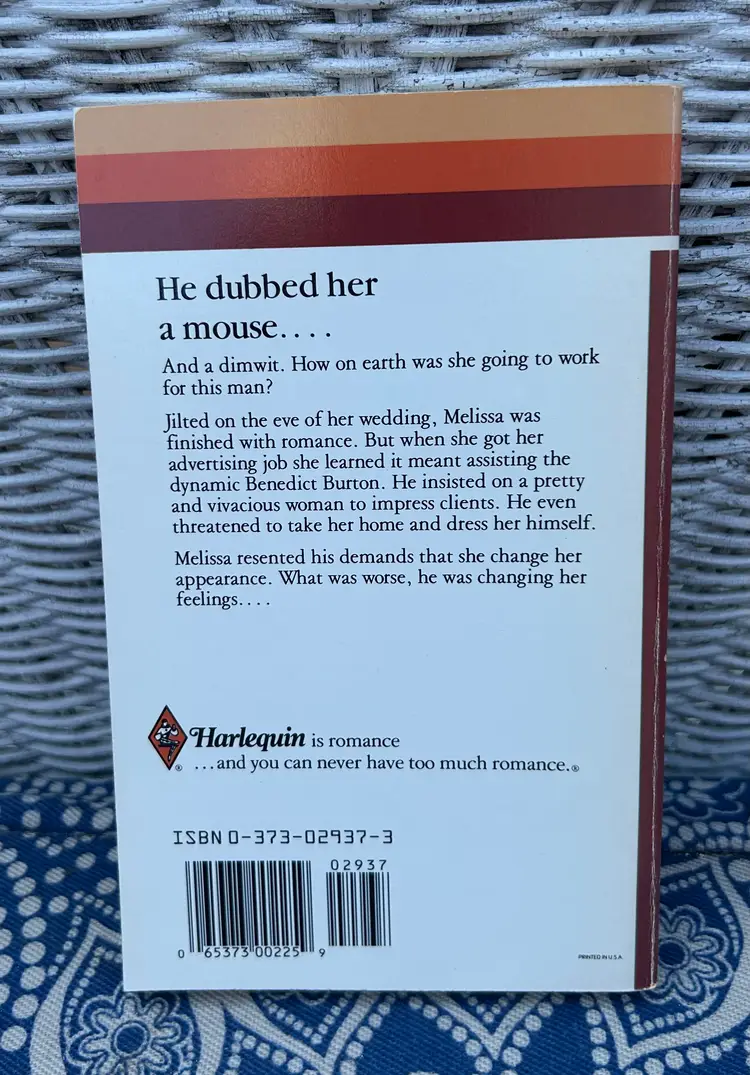 He dubbed her
a mouse....
And a dimwit. How on earth was she going to work
for this man?
Jilted on the eve of her wedding, Melissa was
finished with romance. But when she got her
advertising job she learned it meant assisting the
dynamic Benedict Burton. He insisted on a pretty
and vivacious woman to impress clients. He even
threatened to take her home and dress her himself.
Melissa resented his demands that she change her
appearance. What was worse, he was changing her
feelings....
Harlequin is romance
® ...and you can never have too much romance.®
ISBN 0-373-02937-3
02937
0 65373 00225 9
PRINTED IN U.S.A.